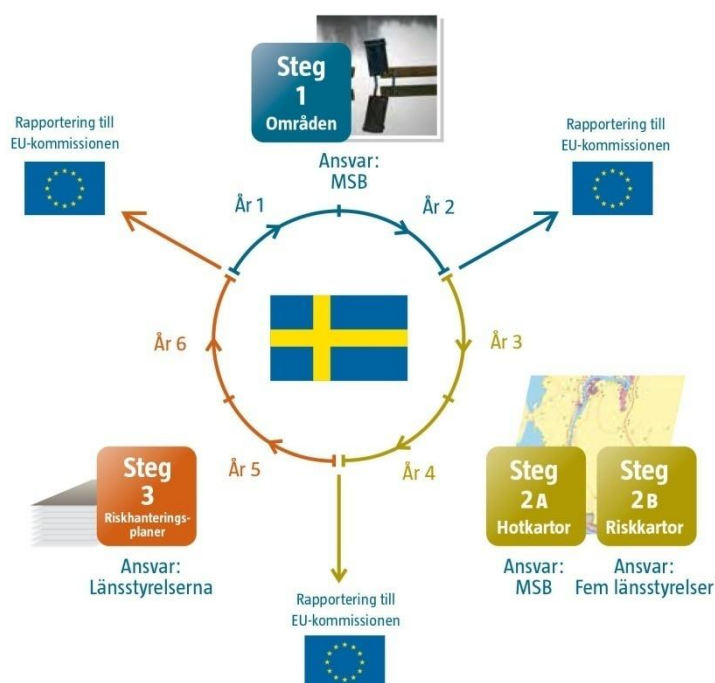 Steg
1
Områden
Ansvar:
MSB
Rapportering till
EU-kommissionen
Rapportering till
EU-kommissionen
År 1
År 2
År 6
År 3
År 5
År 4
Steg
3
Riskhanterings-
planer
Ansvar:
Länsstyrelserna
Steg
2A
Hotkartor
Ansvar:
MSB
Steg
2B
Riskkartor
Ansvar:
Fem länsstyrelser
Rapportering till
EU-kommissionen